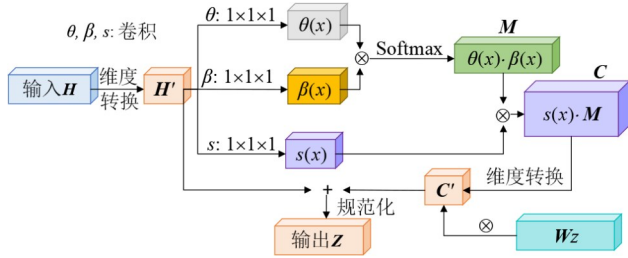 θ, β, s: 卷积
θ: 1×1×1
θ(x)
⊗
Softmax
M
θ(x)·β(x)
C
输入H
维度
转换
H′
β: 1×1×1
β(x)
⊗
s(x)·M
s: 1×1×1
s(x)
+
规范化
C′
维度转换
输出Z
⊗
Wz